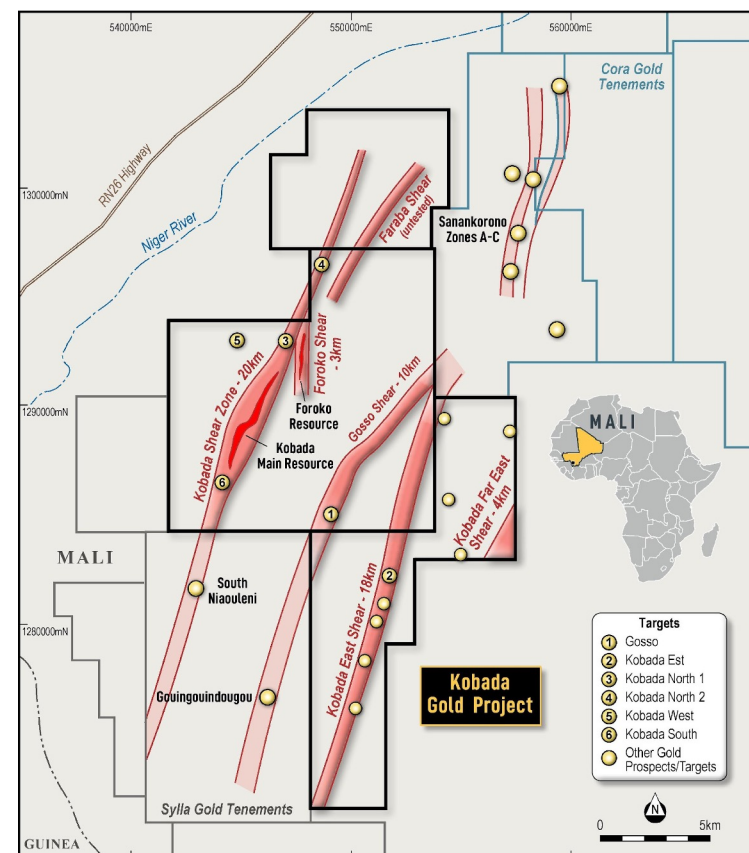 540000mE
550000mE
560000mE
Cora Gold
Tenements
RN26 Highway
1300000mN
Niger River
Faraba Shear
(untested)
Sanankorono
Zones A-C
4
5
3
Kobada Shear Zone - 20km
Foroko Shear
- 3km
Foroko
Resource
Gosso Shear - 10km
1290000mN
Kobada
Main Resource
6
MALI
Kobada Far East
Shear - 4km
1
MALI
2
South
Niaouleni
1280000mN
Kobada East Shear - 18km
Gouingouindougou
Kobada
Gold Project
Targets
1 Gosso
2 Kobada East
3 Kobada North 1
4 Kobada North 2
5 Kobada West
6 Kobada South
Other Gold
Prospects/Targets
N
0 5km
Sylla Gold Tenements
GUINEA